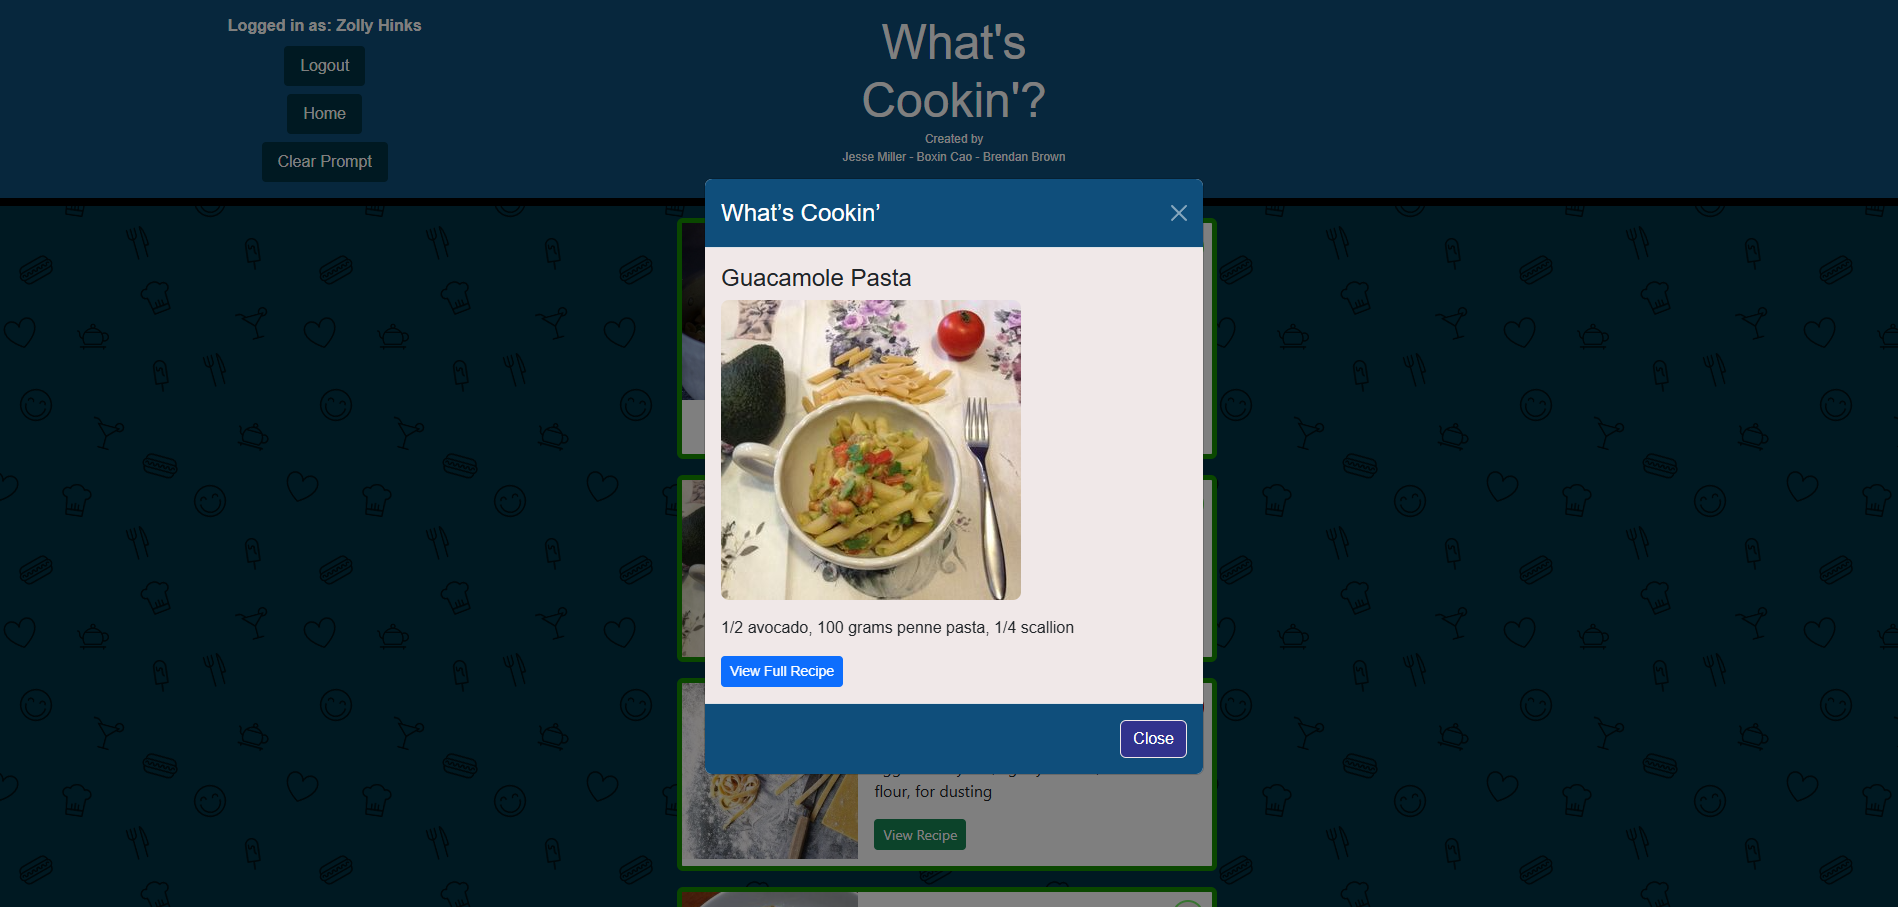 Logged in as: Zolly Hinks
Logout
Home
Clear Prompt
What's
Cookin'?
Created by
Jesse Miller - Boxin Cao - Brendan Brown
What’s Cookin’
Guacamole Pasta
1/2 avocado, 100 grams penne pasta, 1/4 scallion
View Full Recipe
Close
flour, for dusting
View Recipe